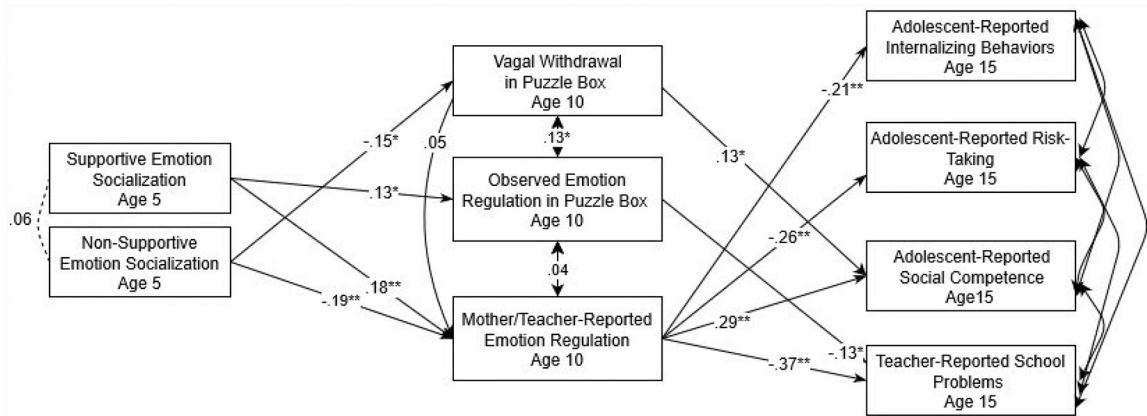 Supportive Emotion
Socialization
Age 5
Non-Supportive
Emotion Socialization
Age 5
.06
-.15*
.13*
.18**
-.19**
Vagal Withdrawal
in Puzzle Box
Age 10
.05
.13*
Observed Emotion
Regulation in Puzzle Box
Age 10
.04
Mother/Teacher-Reported
Emotion Regulation
Age 10
-.21**
.13*
-.26**
.29**
-.13*
-.37**
Adolescent-Reported
Internalizing Behaviors
Age 15
Adolescent-Reported Risk-
Taking
Age 15
Adolescent-Reported
Social Competence
Age15
Teacher-Reported School
Problems
Age 15